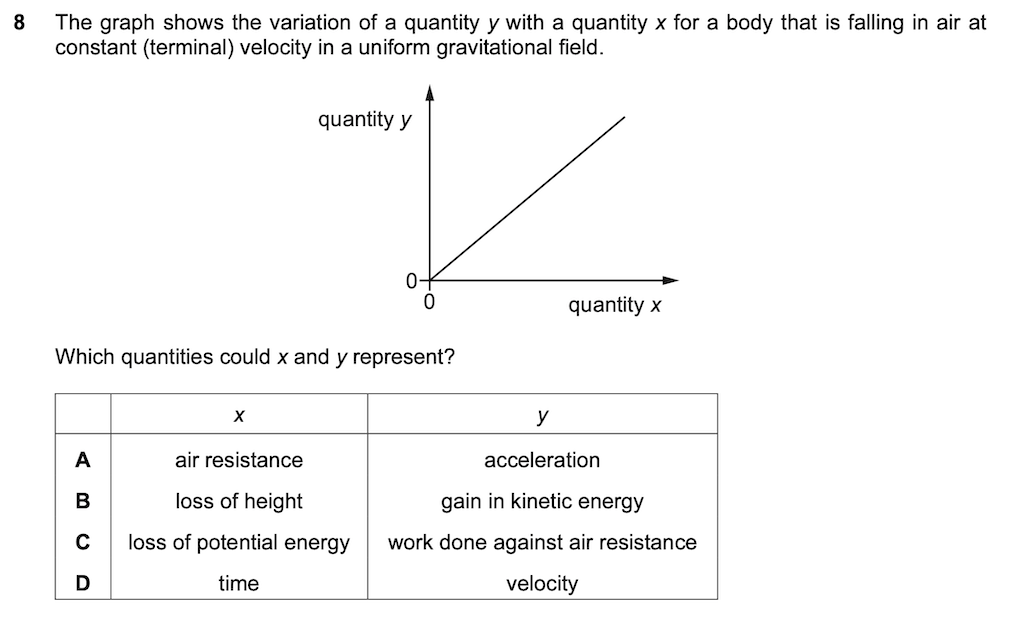 8 The graph shows the variation of a quantity y with a quantity x for a body that is falling in air at
constant (terminal) velocity in a uniform gravitational field.
quantity y
0
0
quantity x
Which quantities could x and y represent?
x y
A air resistance acceleration
B loss of height gain in kinetic energy
C loss of potential energy work done against air resistance
D time velocity